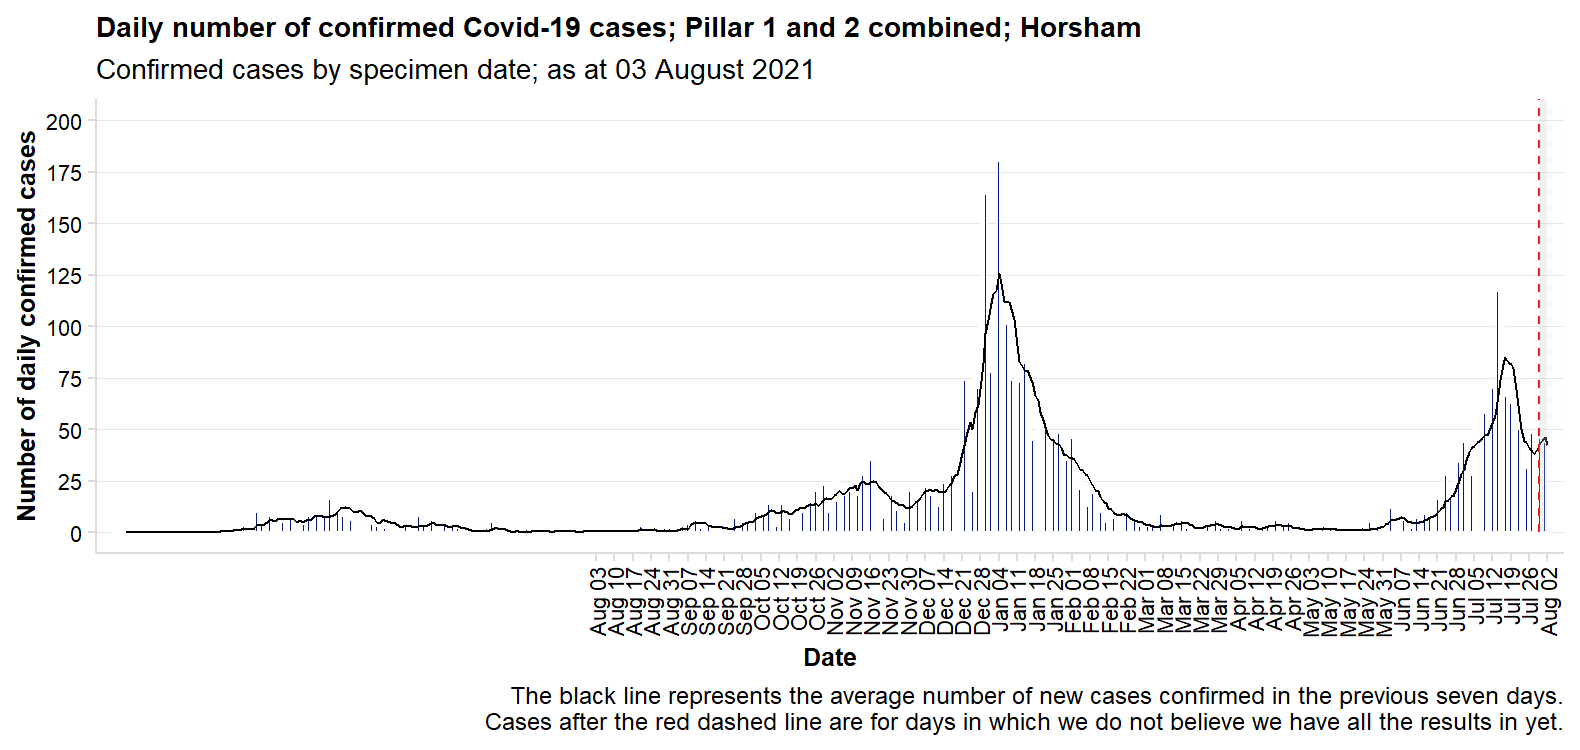 Daily number of confirmed Covid-19 cases; Pillar 1 and 2 combined; Horsham
Confirmed cases by specimen date; as at 03 August 2021
Number of daily confirmed cases
200
175
150
125
100
75
50
25
0
Aug 03
Aug 10
Aug 17
Aug 24
Aug 31
Sep 07
Sep 14
Sep 21
Sep 28
Oct 05
Oct 12
Oct 19
Oct 26
Nov 02
Nov 09
Nov 16
Nov 23
Nov 30
Dec 07
Dec 14
Dec 21
Dec 28
Jan 04
Jan 11
Jan 18
Jan 25
Feb 01
Feb 08
Feb 15
Feb 22
Mar 01
Mar 08
Mar 15
Mar 22
Mar 29
Apr 05
Apr 12
Apr 19
Apr 26
May 03
May 10
May 17
May 24
May 31
Jun 07
Jun 14
Jun 21
Jun 28
Jul 05
Jul 12
Jul 19
Jul 26
Aug 02
Date
The black line represents the average number of new cases confirmed in the previous seven days.
Cases after the red dashed line are for days in which we do not believe we have all the results in yet.